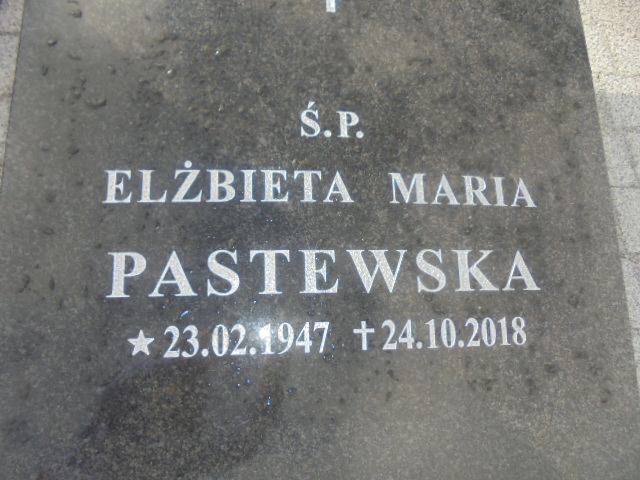 Ś.P.
ELŻBIETA MARIA
PASTEWSKA
★ 23.02.1947 ✝ 24.10.2018